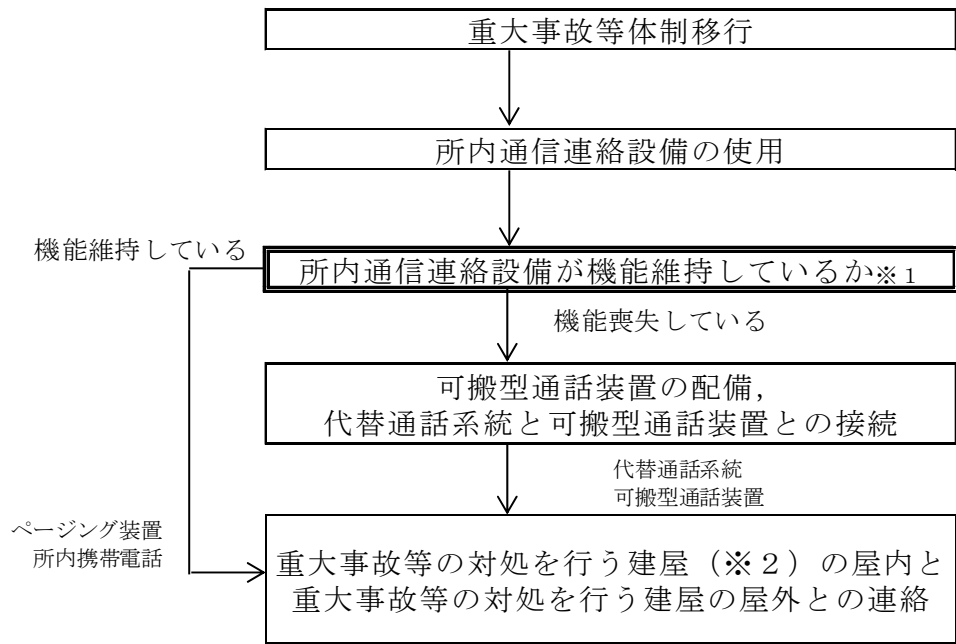 重大事故等体制移行
所内通信連絡設備の使用
機能維持している
所内通信連絡設備が機能維持しているか※1
機能喪失している
可搬型通話装置の配備,
代替通話系統と可搬型通話装置との接続
代替通話系統
可搬型通話装置
ページング装置
所内携帯電話
重大事故等の対処を行う建屋（※２）の屋内と
重大事故等の対処を行う建屋の屋外との連絡